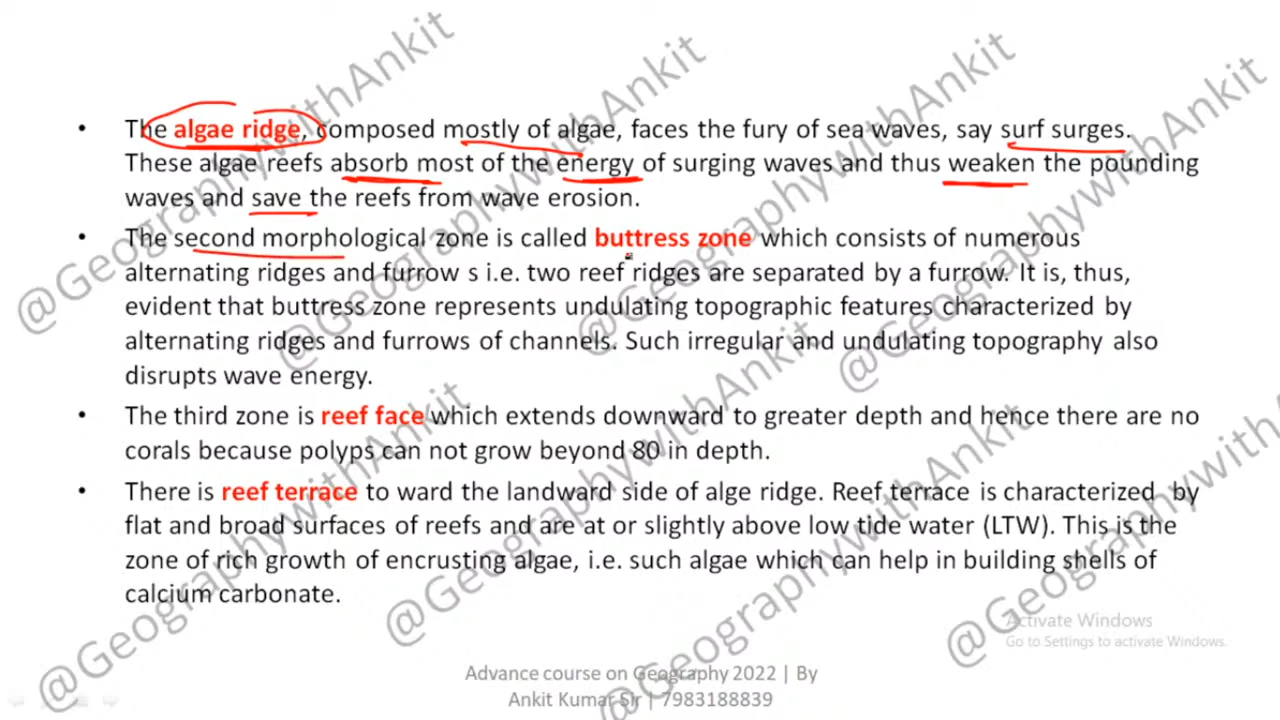 • The algae ridge, composed mostly of algae, faces the fury of sea waves, say surf surges.
These algae reefs absorb most of the energy of surging waves and thus weaken the pounding
waves and save the reefs from wave erosion.
• The second morphological zone is called buttress zone which consists of numerous
alternating ridges and furrow s i.e. two reef ridges are separated by a furrow. It is, thus,
evident that buttress zone represents undulating topographic features characterized by
alternating ridges and furrows of channels. Such irregular and undulating topography also
disrupts wave energy.
• The third zone is reef face which extends downward to greater depth and hence there are no
corals because polyps can not grow beyond 80 in depth.
• There is reef terrace to ward the landward side of alge ridge. Reef terrace is characterized by
flat and broad surfaces of reefs and are at or slightly above low tide water (LTW). This is the
zone of rich growth of encrusting algae, i.e. such algae which can help in building shells of
calcium carbonate.
Activate Windows
Go to Settings to activate Windows.
Advance course on Geography 2022 | By
Ankit Kumar Sir | 7983188839
@GeographywithAnkit
@GeographywithAnkit
@GeographywithAnkit
@GeographywithAnkit
@GeographywithAnkit
@GeographywithAnkit
@GeographywithAnkit
@GeographywithAnkit